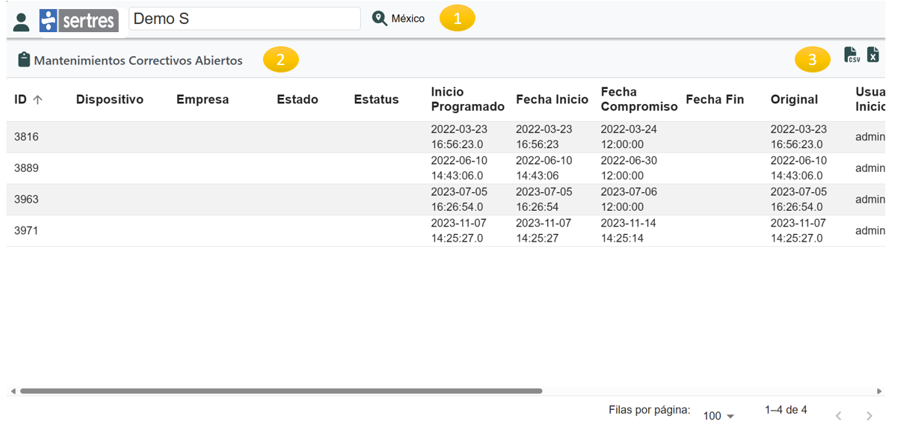 sertres Demo S México 1
2 Mantenimientos Correctivos Abiertos 3 CSV X
ID Dispositivo Empresa Estado Estatus Inicio Programado Fecha Inicio Fecha Compromiso Fecha Fin Original Usua Inicio
3816 2022-03-23 16:56:23.0 2022-03-23 16:56:23 2022-03-24 12:00:00 2022-03-23 16:56:23.0 admin
3889 2022-06-10 14:43:06.0 2022-06-10 14:43:06 2022-06-30 12:00:00 2022-06-10 14:43:06.0 admin
3963 2023-07-05 16:26:54.0 2023-07-05 16:26:54 2023-07-06 12:00:00 2023-07-05 16:26:54.0 admin
3971 2023-11-07 14:25:27.0 2023-11-07 14:25:27 2023-11-14 14:25:14 2023-11-07 14:25:27.0 admin
Filas por página: 100 1–4 de 4